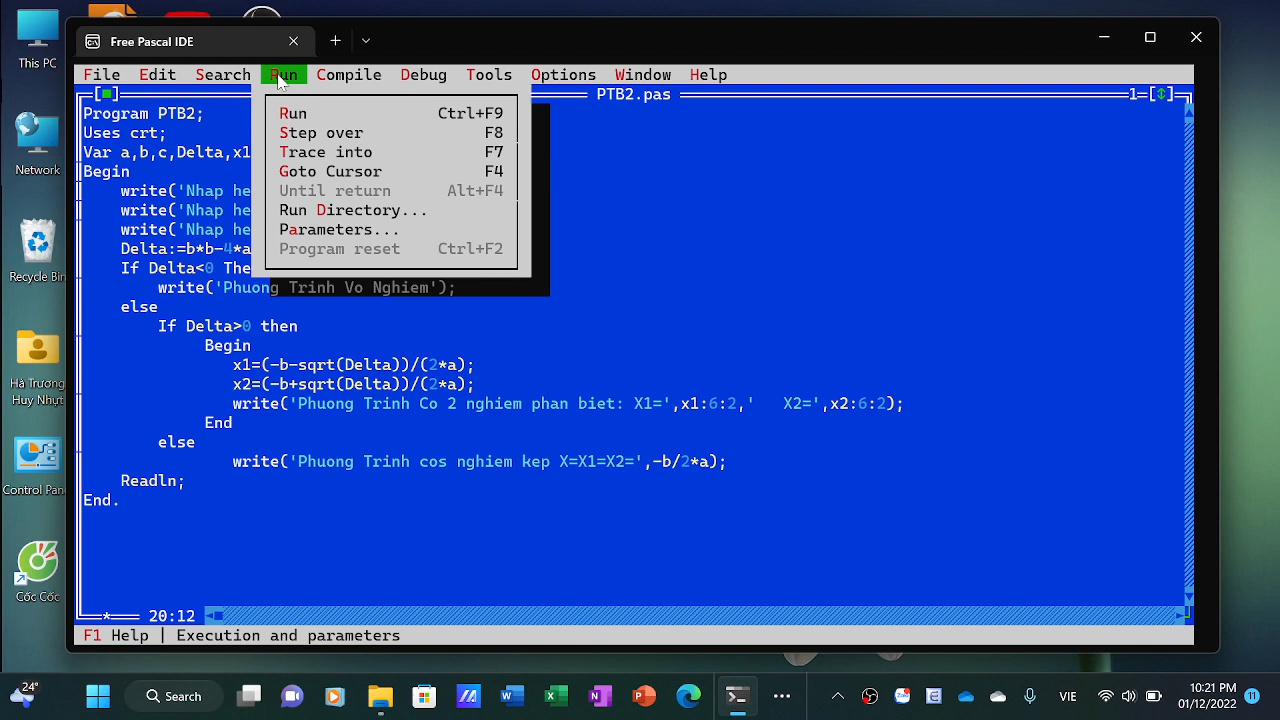 This PC
Free Pascal IDE
File Edit Search Run Compile Debug Tools Options Window Help
PTB2.pas 1
Program PTB2;
Uses crt;
Var a,b,c,Delta,x1
Begin
write('Nhap he
write('Nhap he
write('Nhap he
Delta:=b*b-4*a
If Delta<0 The
write('Phuong Trinh Vo Nghiem');
else
If Delta>0 then
Begin
x1=(-b-sqrt(Delta))/(2*a);
x2=(-b+sqrt(Delta))/(2*a);
write('Phuong Trinh Co 2 nghiem phan biet: X1=',x1:6:2,'   X2=',x2:6:2);
End
else
write('Phuong Trinh cos nghiem kep X=X1=X2=',-b/2*a);
Readln;
End.
Run Ctrl+F9
Step over F8
Trace into F7
Goto Cursor F4
Until return Alt+F4
Run Directory...
Parameters...
Program reset Ctrl+F2
20:12
F1 Help | Execution and parameters
Network
Recycle Bin
Hà Trương
Huy Nhựt
Control Panel
Cốc Cốc
24°
Search
VIE
10:21 PM
01/12/2022
11